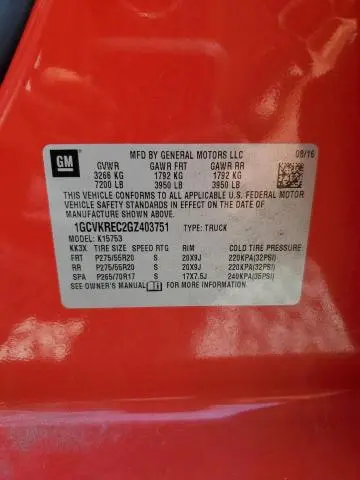 GM
MFD BY GENERAL MOTORS LLC 08/16
GVWR GAWR FRT GAWR RR
3266 KG 1792 KG 1792 KG
7200 LB 3950 LB 3950 LB
THIS VEHICLE CONFORMS TO ALL APPLICABLE U.S. FEDERAL MOTOR
VEHICLE SAFETY STANDARDS IN EFFECT ON THE DATE OF
MANUFACTURE SHOWN ABOVE.
1GCVKREC2GZ403751 TYPE: TRUCK
MODEL: K15753
KK3X TIRE SIZE SPEED RTG RIM COLD TIRE PRESSURE
FRT P275/55R20 S 20X9J 220KPA(32PSI)
RR P275/55R20 S 20X9J 220KPA(32PSI)
SPA P265/70R17 S 17X7.5J 240KPA(35PSI)
SEE OWNER'S MANUAL FOR MORE INFORMATION.